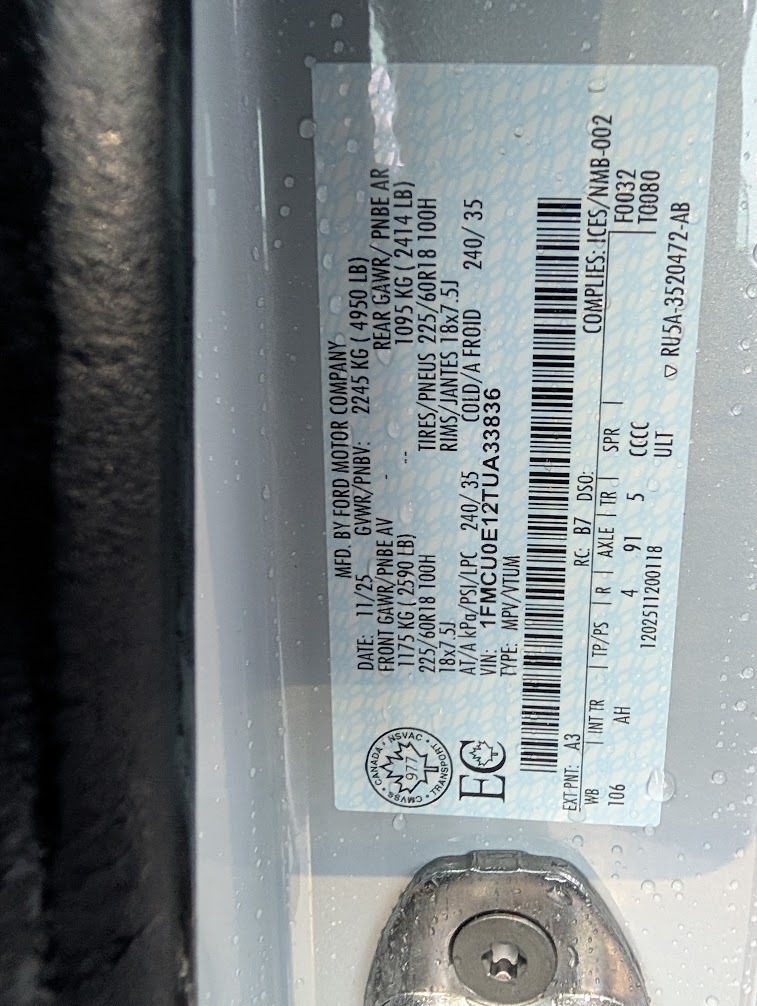 MFD. BY FORD MOTOR COMPANY
DATE: 11/25 GVWR/PNBV: 2245 KG ( 4950 LB)
FRONT GAWR/PNBE AV - REAR GAWR/ PNBE AR
1175 KG ( 2590 LB) -- 1095 KG ( 2414 LB)
225/60R18 100H TIRES/PNEUS 225/60R18 100H
18x7.5J RIMS/JANTES 18x7.5J
AT/A kPa/PSI/LPC 240/ 35 COLD/A FROID 240/ 35
VIN: 1FMCU0E12TUA33836
TYPE: MPV/VTUM
CANADA • NSVAC • TRANSPORT • CMVSS •
977
T
EC
EXT PNT: A3 RC: B7 DSO: COMPLIES: ICES/NMB-002
WB | INT TR | TP/PS | R | AXLE | TR | SPR | F0032
106 AH 4 91 5 CCCC T0080
1202511200118 ULT ▽ RU5A-3520472-AB